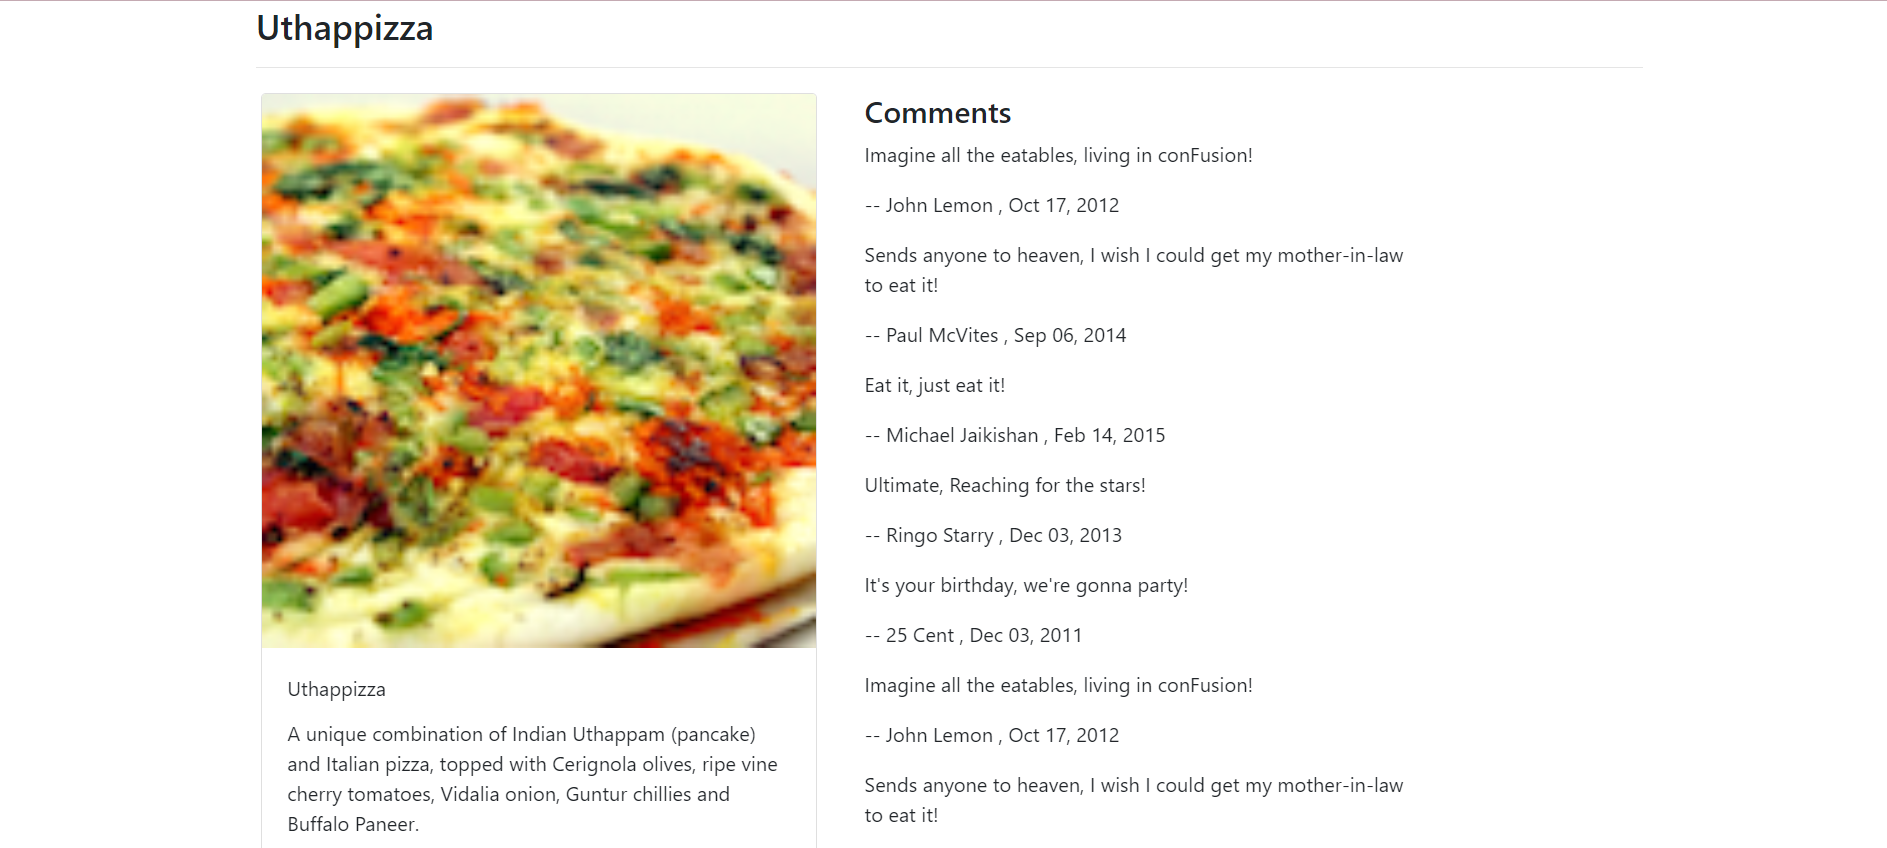 Uthappizza
Comments
Imagine all the eatables, living in conFusion!
-- John Lemon , Oct 17, 2012
Sends anyone to heaven, I wish I could get my mother-in-law
to eat it!
-- Paul McVites , Sep 06, 2014
Eat it, just eat it!
-- Michael Jaikishan , Feb 14, 2015
Ultimate, Reaching for the stars!
-- Ringo Starry , Dec 03, 2013
It's your birthday, we're gonna party!
-- 25 Cent , Dec 03, 2011
Imagine all the eatables, living in conFusion!
-- John Lemon , Oct 17, 2012
Sends anyone to heaven, I wish I could get my mother-in-law
to eat it!
Uthappizza
A unique combination of Indian Uthappam (pancake)
and Italian pizza, topped with Cerignola olives, ripe vine
cherry tomatoes, Vidalia onion, Guntur chillies and
Buffalo Paneer.